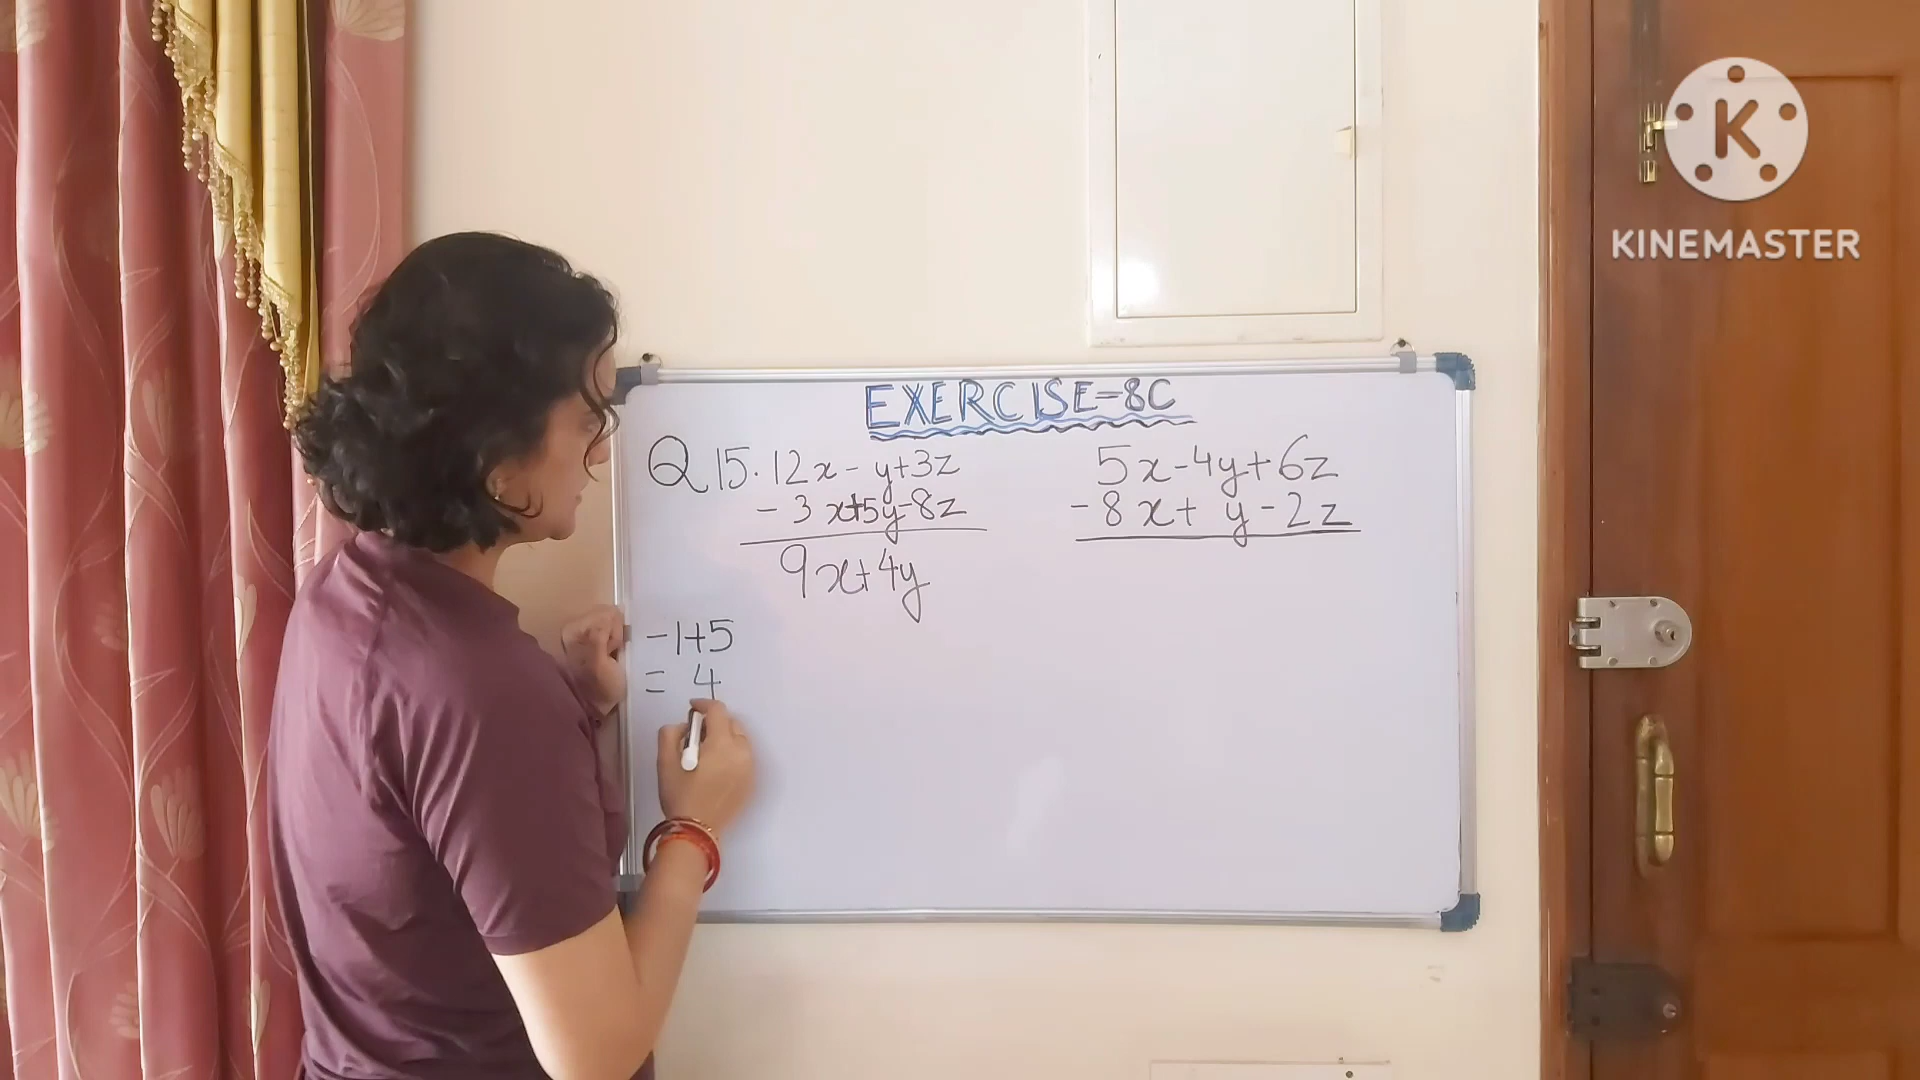 K
KINEMASTER
EXERCISE-8C
Q15. 12x - y+3z
- 3x+5y-8z
9x+4y
-1+5
= 4
5x-4y+6z
-8x+ y-2z